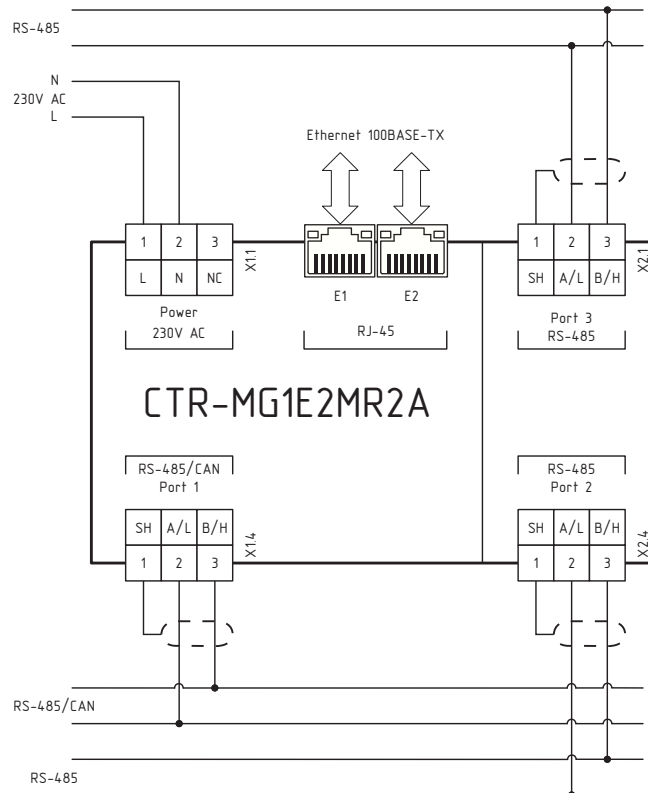 RS-485
N
230V AC
L
Ethernet 100BASE-TX
1 2 3
L N NC
X1.1
E1 E2
1 2 3
SH A/L B/H
X2.1
Power
230V AC
RJ-45
Port 3
RS-485
CTR-MG1E2MR2A
RS-485/CAN
Port 1
RS-485
Port 2
SH A/L B/H
1 2 3
X1.4
SH A/L B/H
1 2 3
X2.4
RS-485/CAN
RS-485